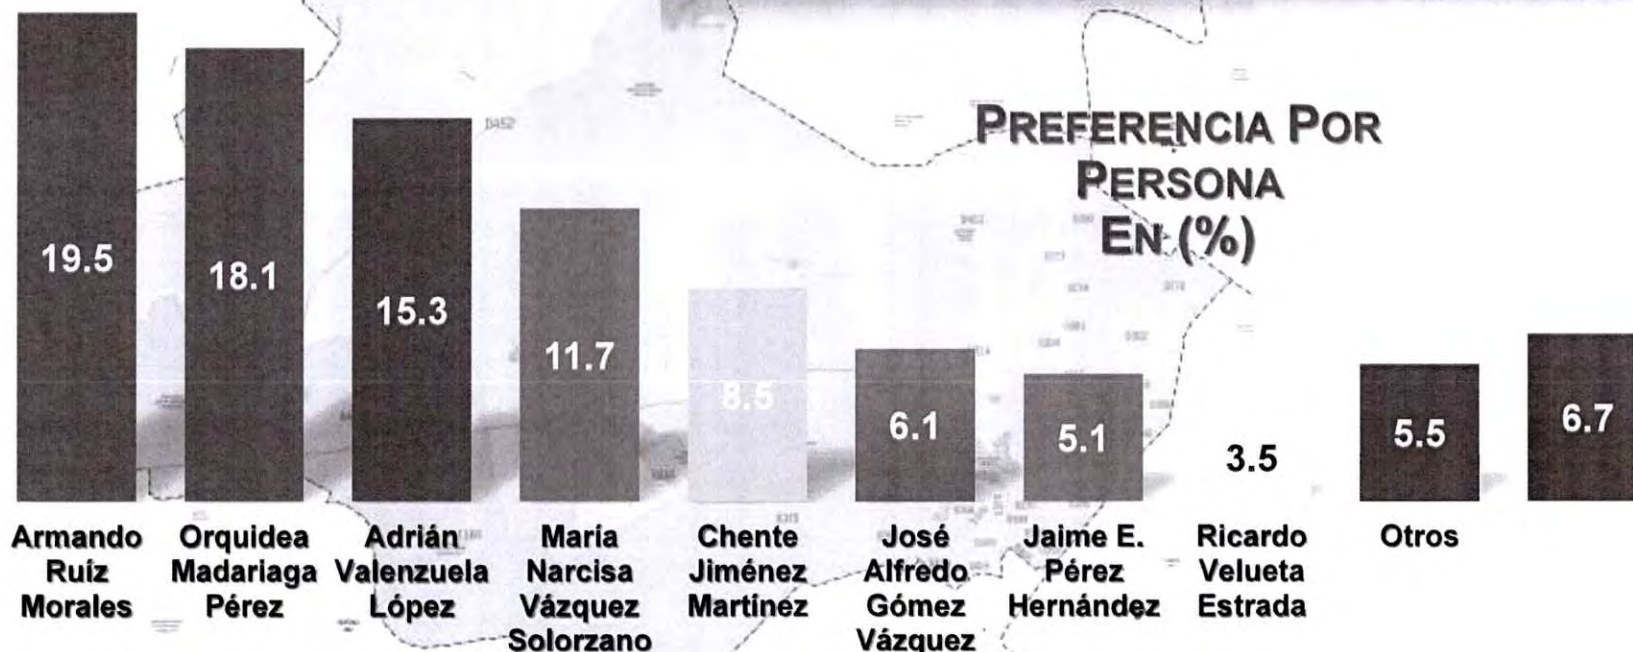 PREFERENCIA POR
PERSONA
EN (%)
19.5
18.1
15.3
11.7
8.5
6.1
5.1
3.5
5.5
6.7
Armando
Ruíz
Morales
Orquidea
Madariaga
Pérez
Adrián
Valenzuela
López
María
Narcisa
Vázquez
Solorzano
Chente
Jiménez
Martínez
José
Alfredo
Gómez
Vázquez
Jaime E.
Pérez
Hernández
Ricardo
Velueta
Estrada
Otros